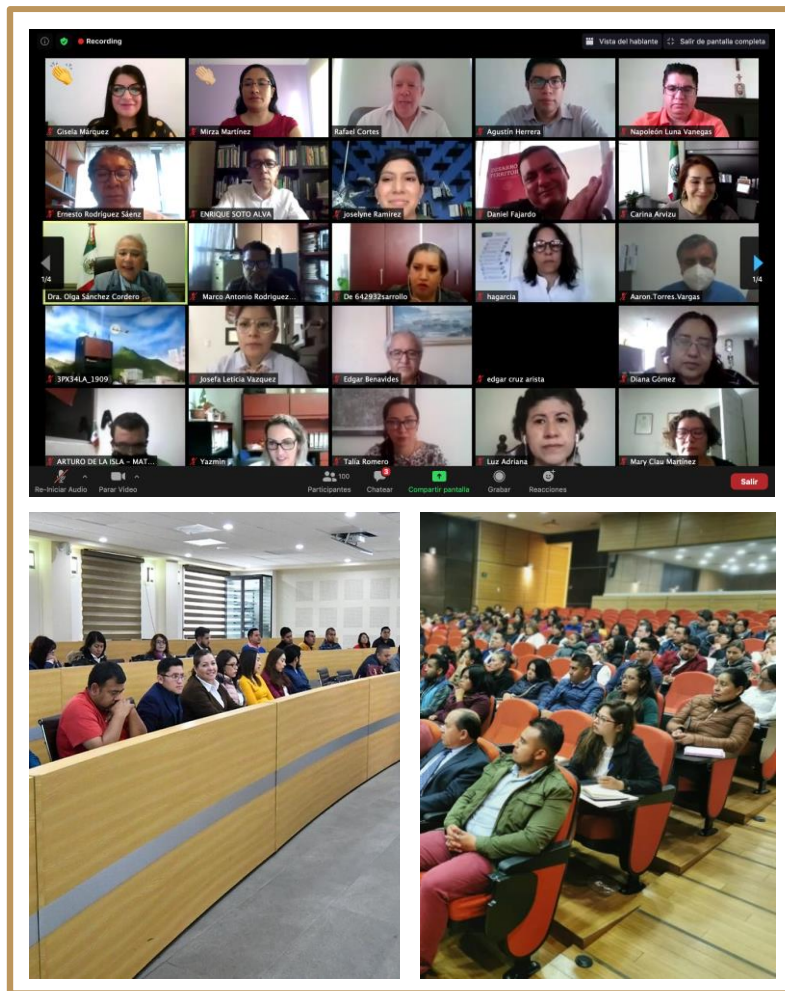 Recording
Vista del hablante
Salir de pantalla completa
Gisela Márquez
Mirza Martínez
Rafael Cortes
Agustín Herrera
Napoleón Luna Vanegas
Ernesto Rodríguez Sáenz
ENRIQUE SOTO ALVA
Joselyne Ramirez
Daniel Fajardo
Carina Arvizu
1/4
Dra. Olga Sánchez Cordero
Marco Antonio Rodriguez...
De 642932sarrollo
hagarcia
Aaron.Torres.Vargas
1/4
3PX34LA_1909
Josefa Leticia Vazquez
Edgar Benavides
edgar cruz arista
Diana Gómez
ARTURO DE LA ISLA - MAT...
Yazmin
Talía Romero
Luz Adriana
Mary Clau Martínez
Re-Iniciar Audio
Parar Video
Participantes
100
Chatear
3
Compartir pantalla
Grabar
Reacciones
Salir